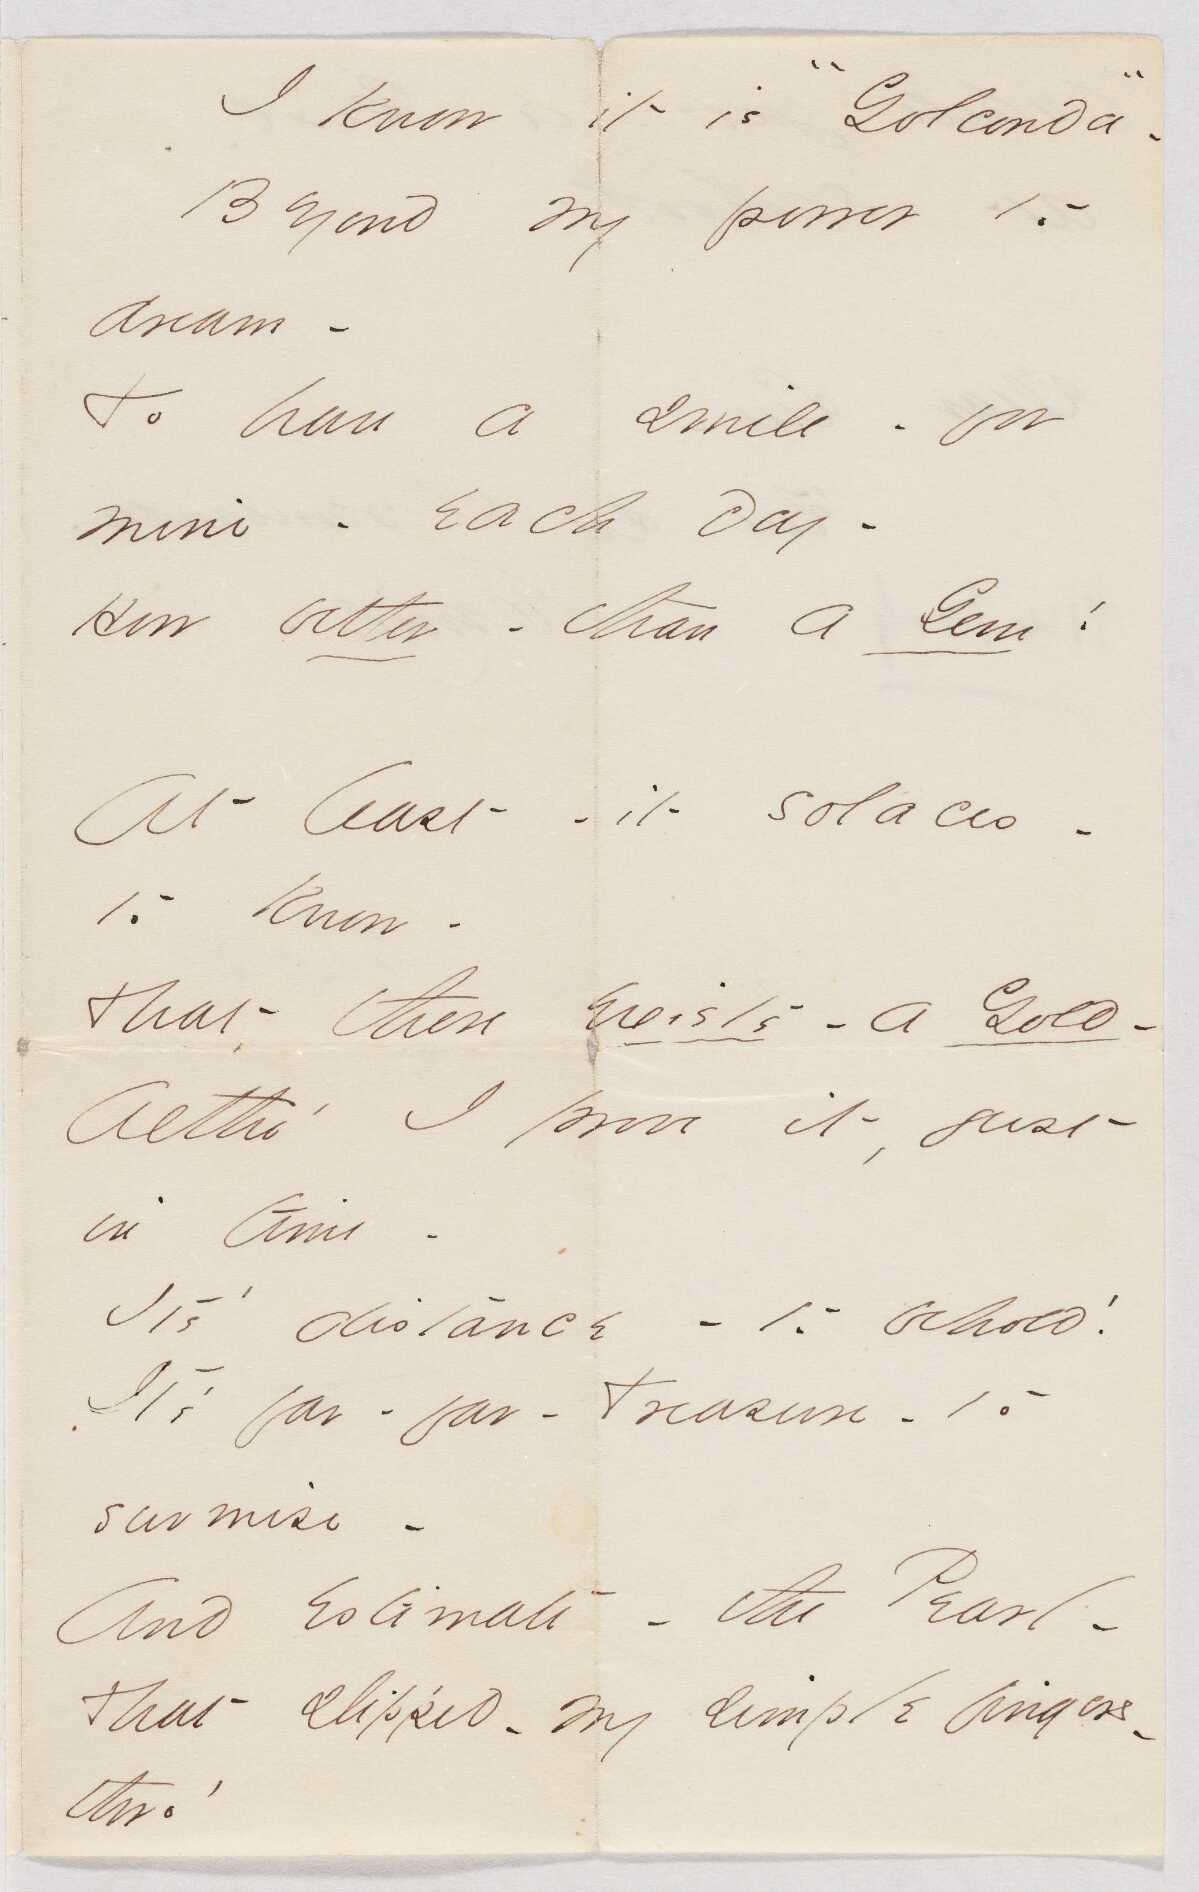 I know it is "Golconda" -
Beyond my power to
dream -
To have a smile - for
mine - Each Day -
How better - than a Gem!
At least - it solaces -
to know -
That there Exists - a Gold -
Altho' I prove it, just
in time -
Its' distance - to behold!
Its' far - far - Treasure - to
surmise -
And Estimate - the Pearl -
That slipped - my simple fingers -
thro'